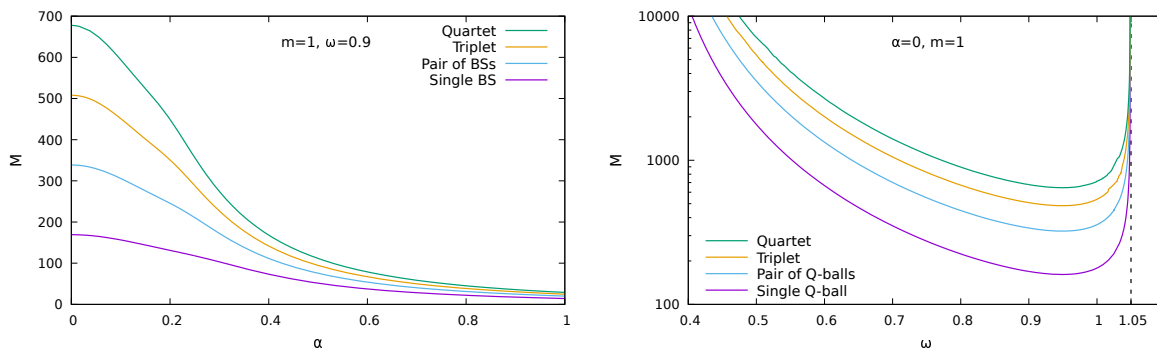 700
600
500
400
300
200
100
0
M
m=1, ω=0.9
Quartet
Triplet
Pair of BSs
Single BS
0
0.2
0.4
0.6
0.8
1
α
10000
1000
100
M
α=0, m=1
Quartet
Triplet
Pair of Q-balls
Single Q-ball
0.4
0.5
0.6
0.7
0.8
0.9
1
1.05
ω